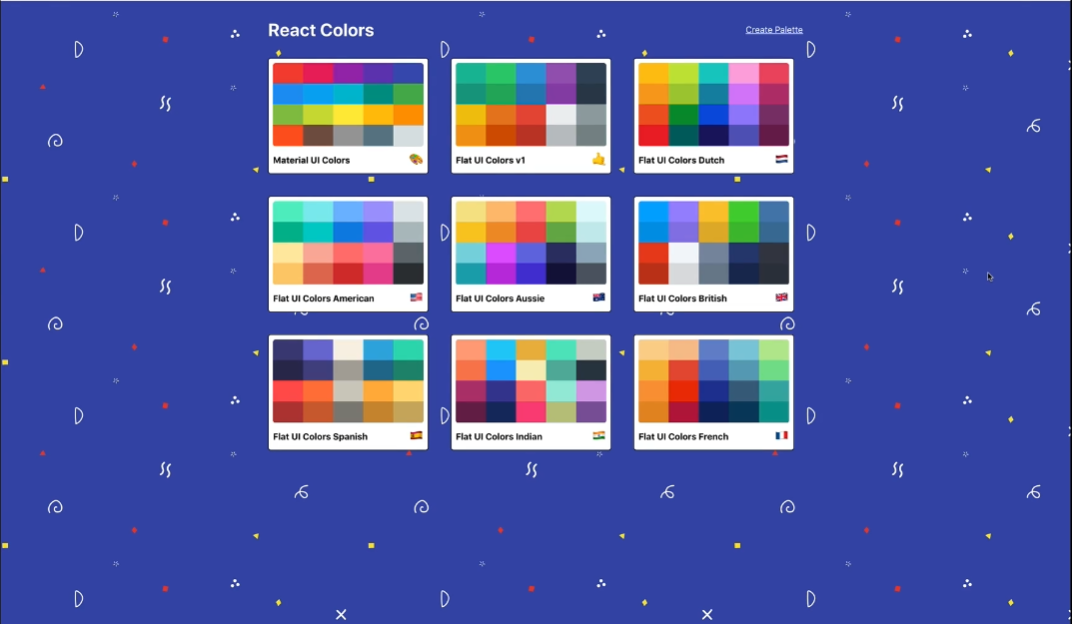 React Colors
Create Palette
Material UI Colors
Flat UI Colors v1
Flat UI Colors Dutch
Flat UI Colors American
Flat UI Colors Aussie
Flat UI Colors British
Flat UI Colors Spanish
Flat UI Colors Indian
Flat UI Colors French